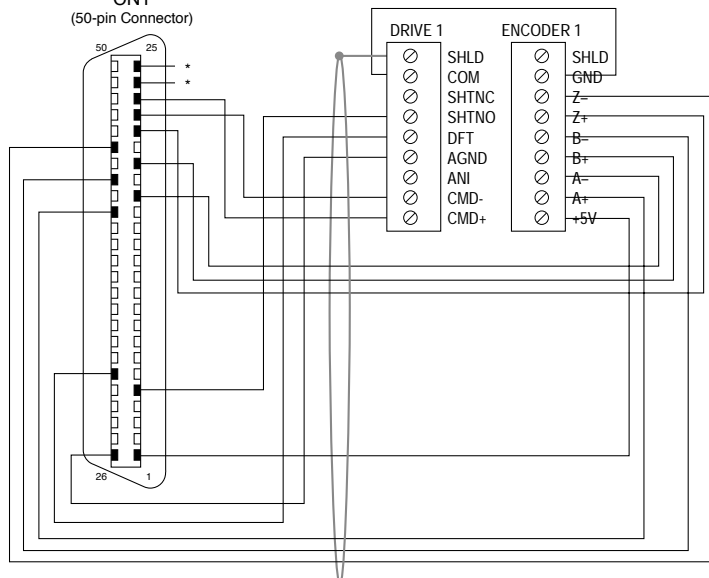 CN1
(50-pin Connector)
50 25
*
*
26 1
DRIVE 1
SHLD
COM
SHTNC
SHTNO
DFT
AGND
ANI
CMD-
CMD+
ENCODER 1
SHLD
GND
Z–
Z+
B–
B+
A–
A+
+5V